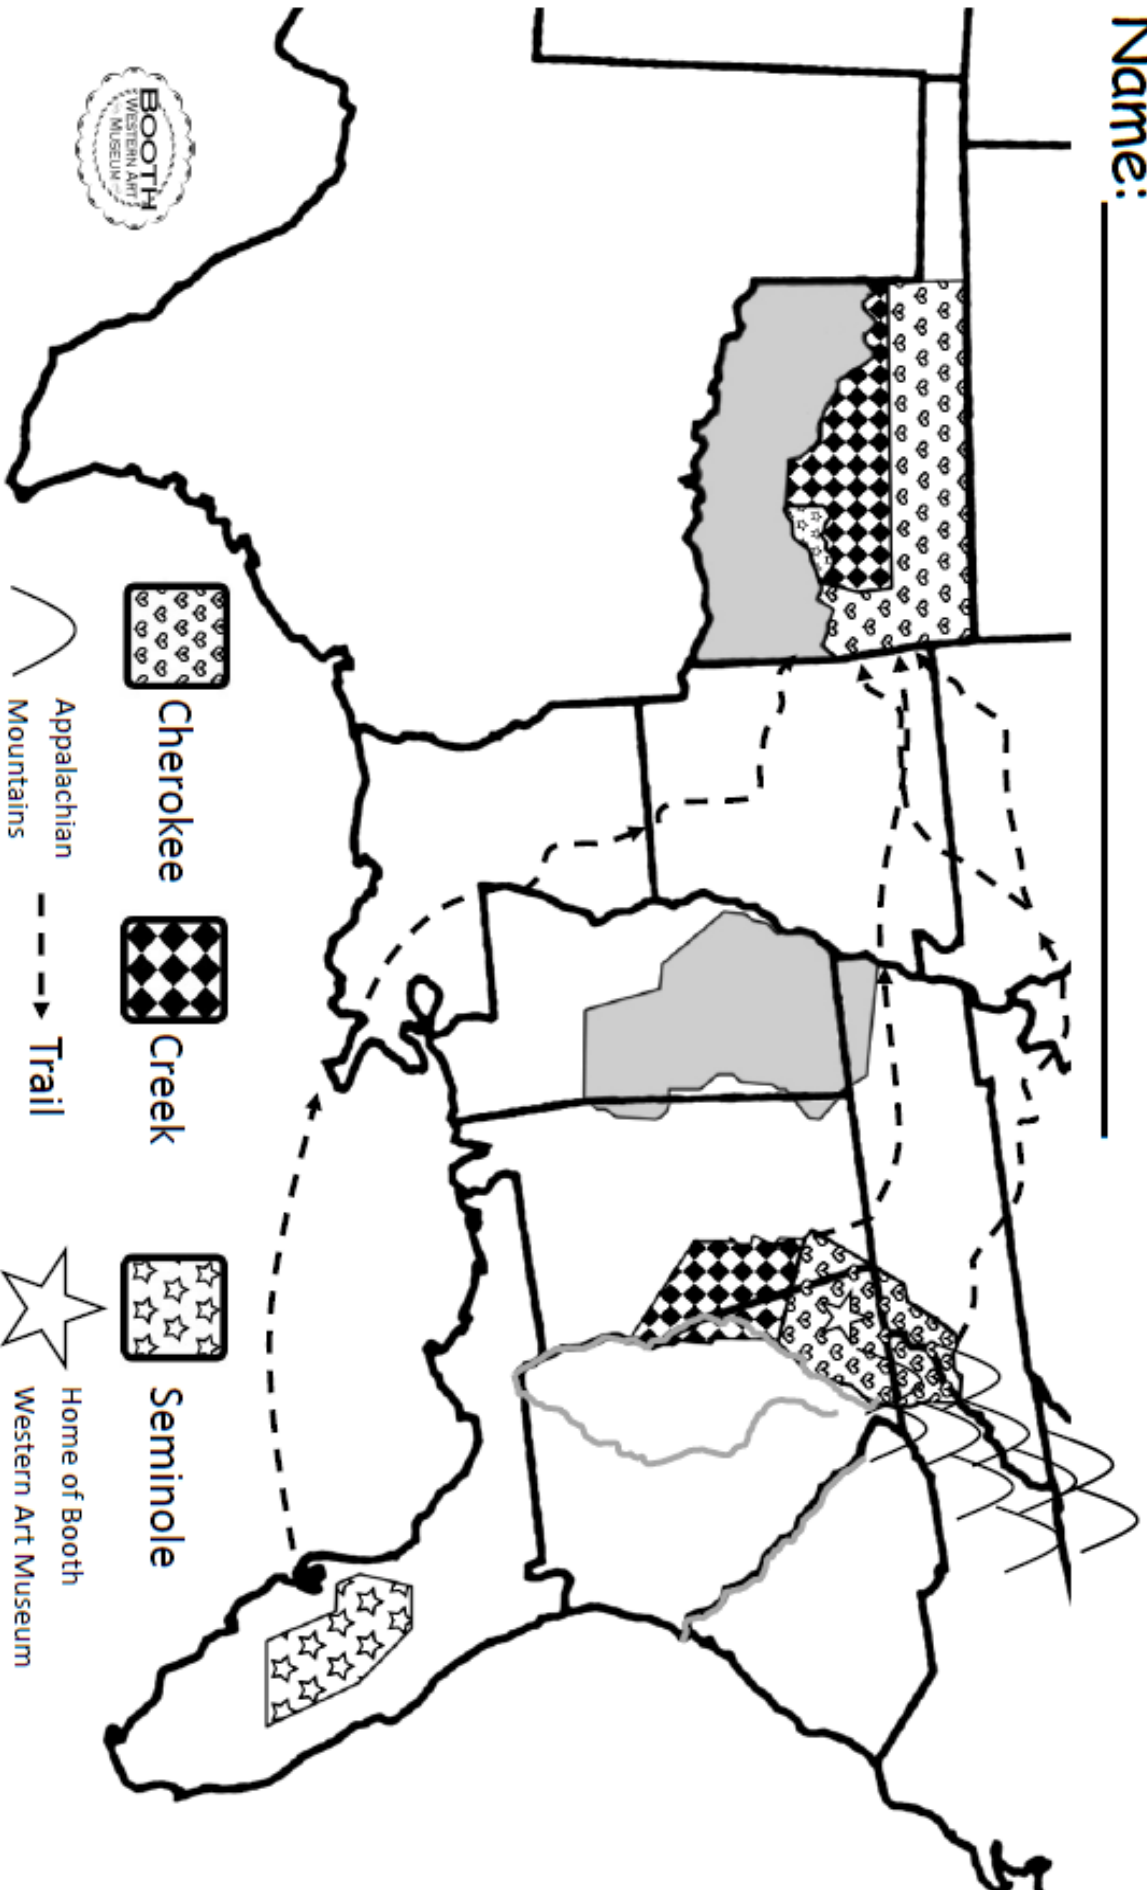 Name:
BOOTH
WESTERN ART
MUSEUM
Cherokee
Creek
Seminole
Appalachian
Mountains
Trail
Home of Booth
Western Art Museum